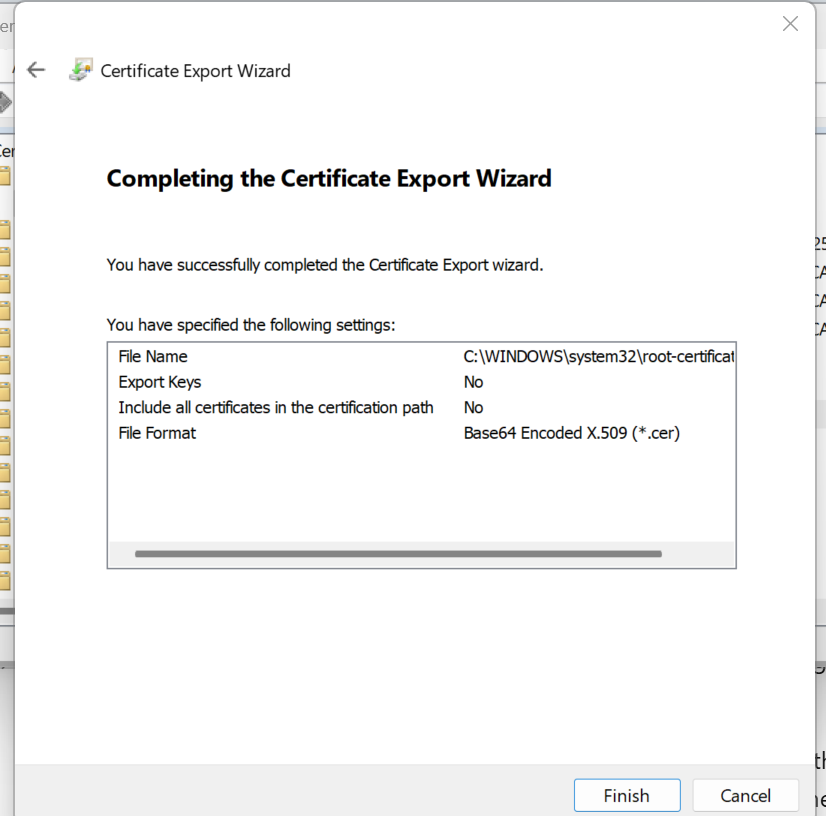 Certificate Export Wizard
Completing the Certificate Export Wizard
You have successfully completed the Certificate Export wizard.
You have specified the following settings:
File Name C:\WINDOWS\system32\root-certificat
Export Keys No
Include all certificates in the certification path No
File Format Base64 Encoded X.509 (*.cer)
Finish Cancel